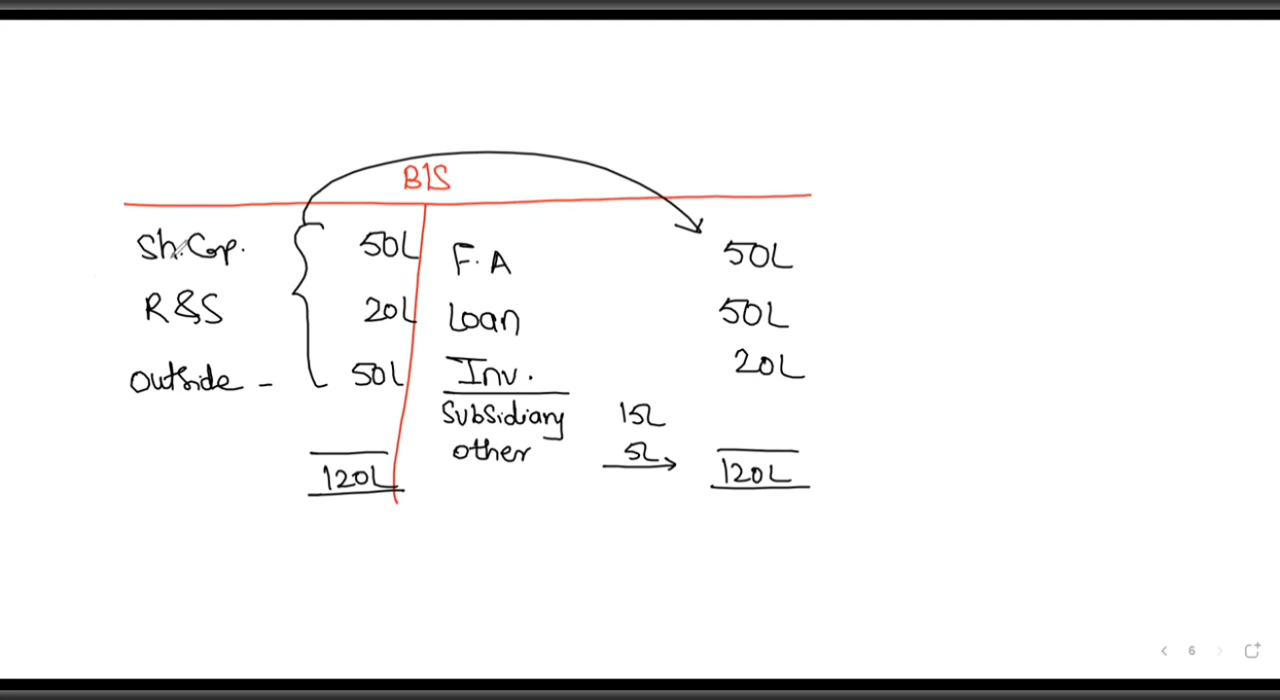 B/S
Sh. Cap. 50L F.A 50L
R&S 20L Loan 50L
Outside - 50L Inv. 20L
Subsidiary 15L
other 5L
120L 120L
6